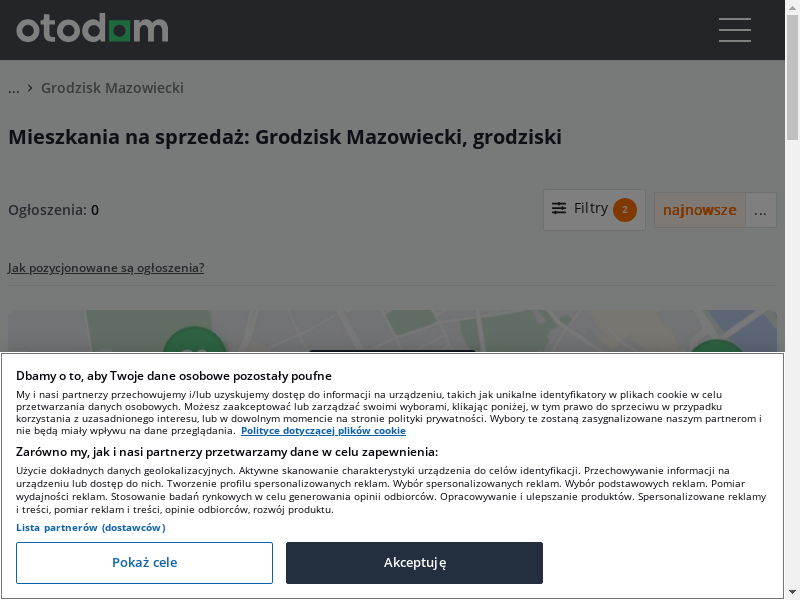 otodom
... › Grodzisk Mazowiecki
Mieszkania na sprzedaż: Grodzisk Mazowiecki, grodziski
Ogłoszenia: 0
Filtry 2
najnowsze ...
Jak pozycjonowane są ogłoszenia?
Dbamy o to, aby Twoje dane osobowe pozostały poufne
My i nasi partnerzy przechowujemy i/lub uzyskujemy dostęp do informacji na urządzeniu, takich jak unikalne identyfikatory w plikach cookie w celu
przetwarzania danych osobowych. Możesz zaakceptować lub zarządzać swoimi wyborami, klikając poniżej, w tym prawo do sprzeciwu w przypadku
korzystania z uzasadnionego interesu, lub w dowolnym momencie na stronie polityki prywatności. Wybory te zostaną zasygnalizowane naszym partnerom i
nie będą miały wpływu na dane przeglądania. Polityce dotyczącej plików cookie
Zarówno my, jak i nasi partnerzy przetwarzamy dane w celu zapewnienia:
Użycie dokładnych danych geolokalizacyjnych. Aktywne skanowanie charakterystyki urządzenia do celów identyfikacji. Przechowywanie informacji na
urządzeniu lub dostęp do nich. Tworzenie profilu spersonalizowanych reklam. Wybór spersonalizowanych reklam. Wybór podstawowych reklam. Pomiar
wydajności reklam. Stosowanie badań rynkowych w celu generowania opinii odbiorców. Opracowywanie i ulepszanie produktów. Spersonalizowane reklamy
i treści, pomiar reklam i treści, opinie odbiorców, rozwój produktu.
Lista partnerów (dostawców)
Pokaż cele
Akceptuję